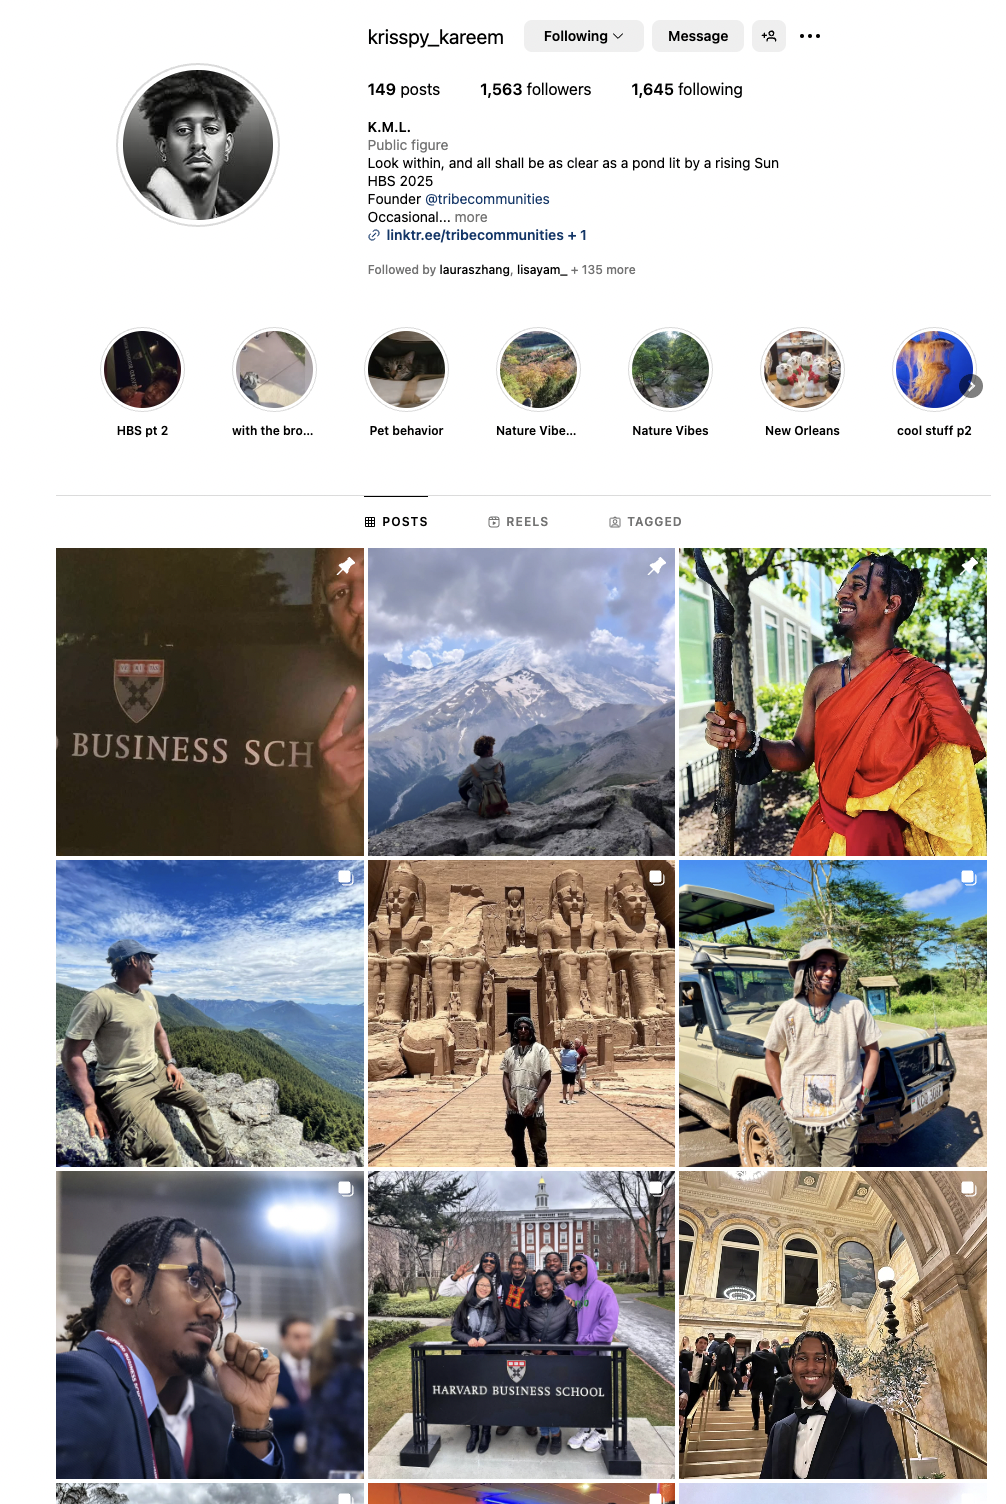 krisspy_kareem
Following
Message
149 posts
1,563 followers
1,645 following
K.M.L.
Public figure
Look within, and all shall be as clear as a pond lit by a rising Sun
HBS 2025
Founder @tribecommunities
Occasional... more
linktr.ee/tribecommunities + 1
Followed by lauraszhang, lisayam_ + 135 more
HBS pt 2
with the bro...
Pet behavior
Nature Vibe...
Nature Vibes
New Orleans
cool stuff p2
POSTS
REELS
TAGGED
BUSINESS SCH
H
HARVARD BUSINESS SCHOOL